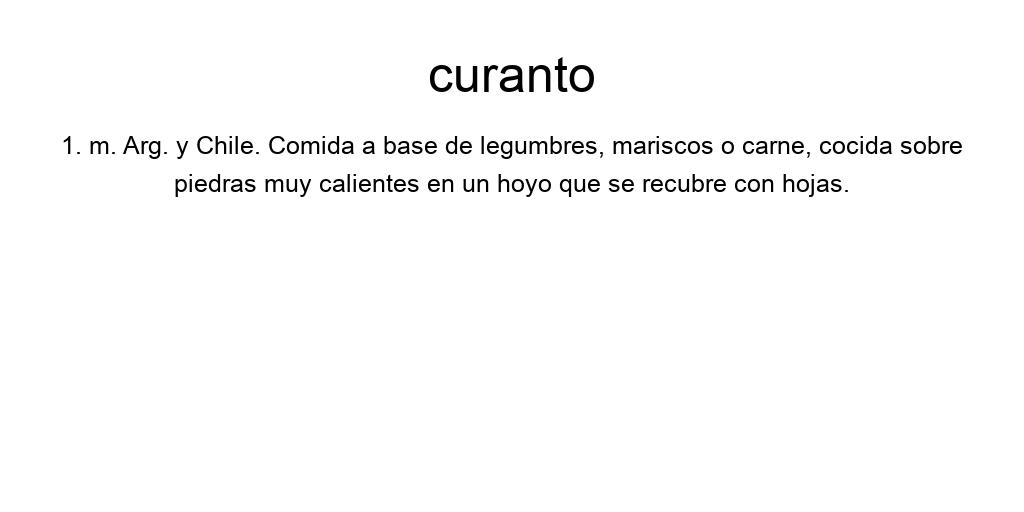 curanto
1. m. Arg. y Chile. Comida a base de legumbres, mariscos o carne, cocida sobre
piedras muy calientes en un hoyo que se recubre con hojas.